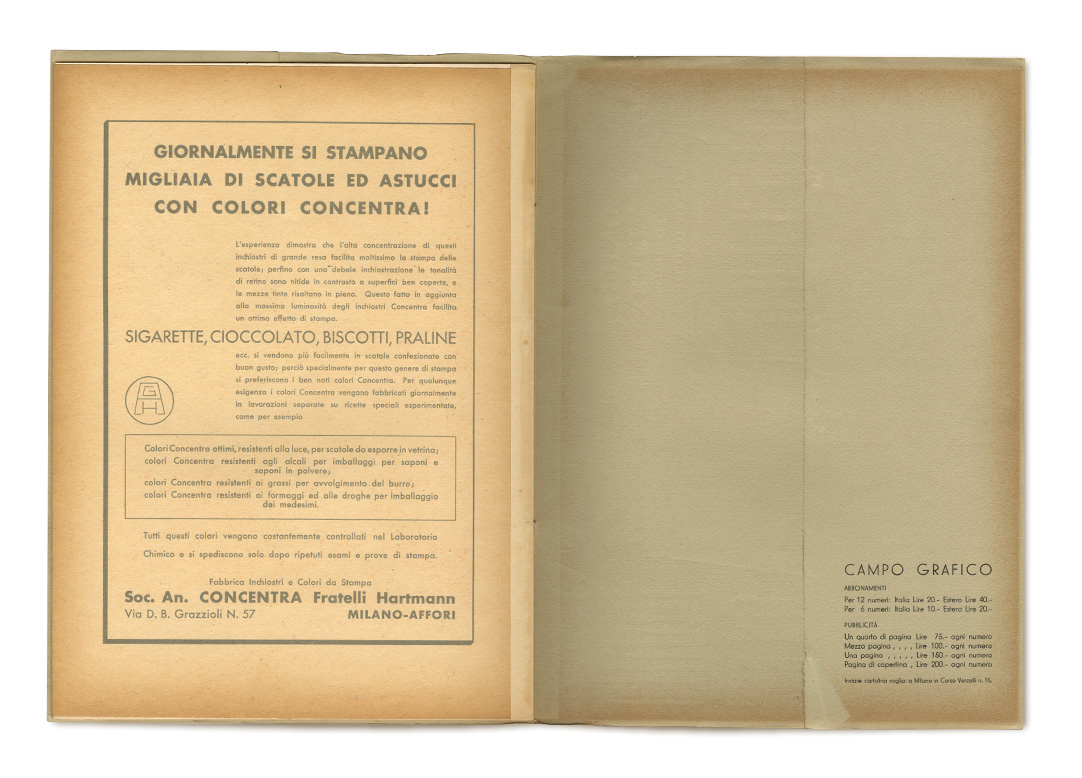 GIORNALMENTE SI STAMPANO
MIGLIAIA DI SCATOLE ED ASTUCCI
CON COLORI CONCENTRA!
L'esperienza dimostra che l'alta concentrazione di questi
inchiostri di grande resa facilita moltissimo la stampa delle
scatole; perfino con una debole inchiostrazione le tonalità
di retino sono nitide in contrasto a superfici ben coperte, e
le mezze tinte risaltano in pieno. Questo fatto in aggiunta
alla massima luminosità degli inchiostri Concentra facilita
un ottimo effetto di stampa.
SIGARETTE, CIOCCOLATO, BISCOTTI, PRALINE
ecc. si vendono più facilmente in scatole confezionate con
buon gusto; perciò specialmente per questo genere di stampa
si preferiscono i ben noti colori Concentra. Per qualunque
esigenza i colori Concentra vengono fabbricati giornalmente
in lavorazioni separate su ricette speciali esperimentate,
come per esempio
GH
Colori Concentra ottimi, resistenti alla luce, per scatole da esporre in vetrina;
colori Concentra resistenti agli alcali per imballaggi per saponi e
saponi in polvere;
colori Concentra resistenti ai grassi per avvolgimento del burro;
colori Concentra resistenti ai formaggi ed alle droghe per imballaggio
dei medesimi.
Tutti questi colori vengono costantemente controllati nel Laboratorio
Chimico e si spediscono solo dopo ripetuti esami e prove di stampa.
Fabbrica Inchiostri e Colori da Stampa
Soc. An. CONCENTRA Fratelli Hartmann
Via D. B. Grazzioli N. 57 MILANO-AFFORI
CAMPO GRAFICO
ABBONAMENTI
Per 12 numeri: Italia Lire 20.- Estero Lire 40.-
Per 6 numeri: Italia Lire 10.- Estero Lire 20.-
PUBBLICITÀ
Un quarto di pagina Lire 75.- ogni numero
Mezza pagina , , , , Lire 100.- ogni numero
Una pagina , , , , , Lire 150.- ogni numero
Pagina di copertina , Lire 200.- ogni numero
Inviare cartolina vaglia: a Milano in Corso Vercelli n. 16.